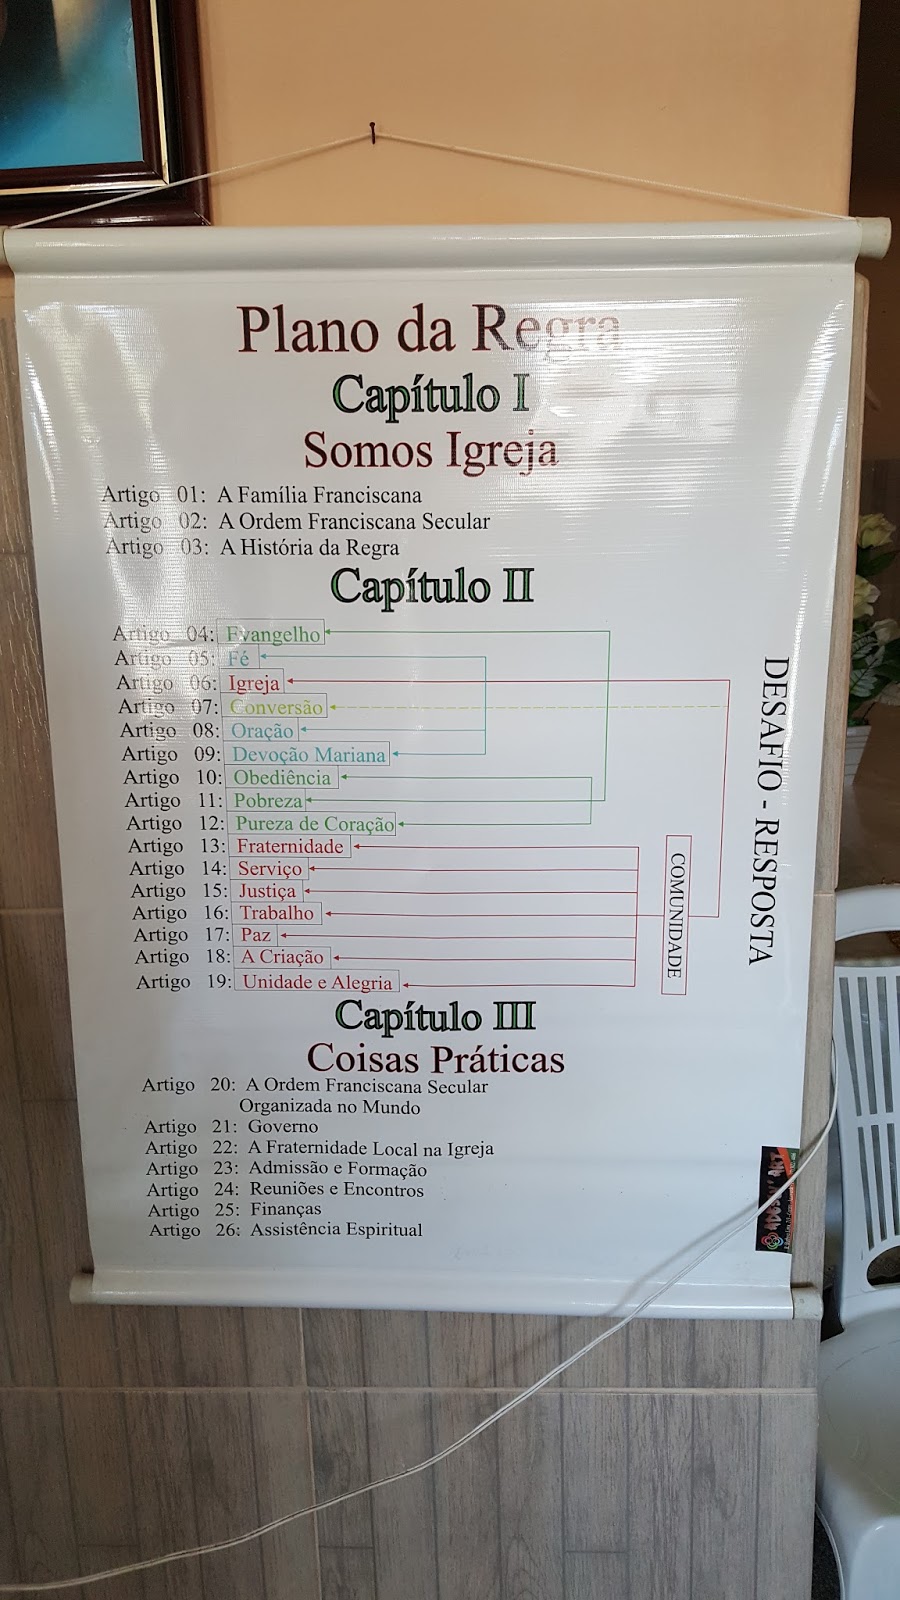 Plano da Regra
Capítulo I
Somos Igreja
Artigo 01: A Família Franciscana
Artigo 02: A Ordem Franciscana Secular
Artigo 03: A História da Regra
Capítulo II
Artigo 04: Evangelho
Artigo 05: Fé
Artigo 06: Igreja
Artigo 07: Conversão
Artigo 08: Oração
Artigo 09: Devoção Mariana
Artigo 10: Obediência
Artigo 11: Pobreza
Artigo 12: Pureza de Coração
Artigo 13: Fraternidade
Artigo 14: Serviço
Artigo 15: Justiça
Artigo 16: Trabalho
Artigo 17: Paz
Artigo 18: A Criação
Artigo 19: Unidade e Alegria
COMUNIDADE
DESAFIO - RESPOSTA
Capítulo III
Coisas Práticas
Artigo 20: A Ordem Franciscana Secular
Organizada no Mundo
Artigo 21: Governo
Artigo 22: A Fraternidade Local na Igreja
Artigo 23: Admissão e Formação
Artigo 24: Reuniões e Encontros
Artigo 25: Finanças
Artigo 26: Assistência Espiritual